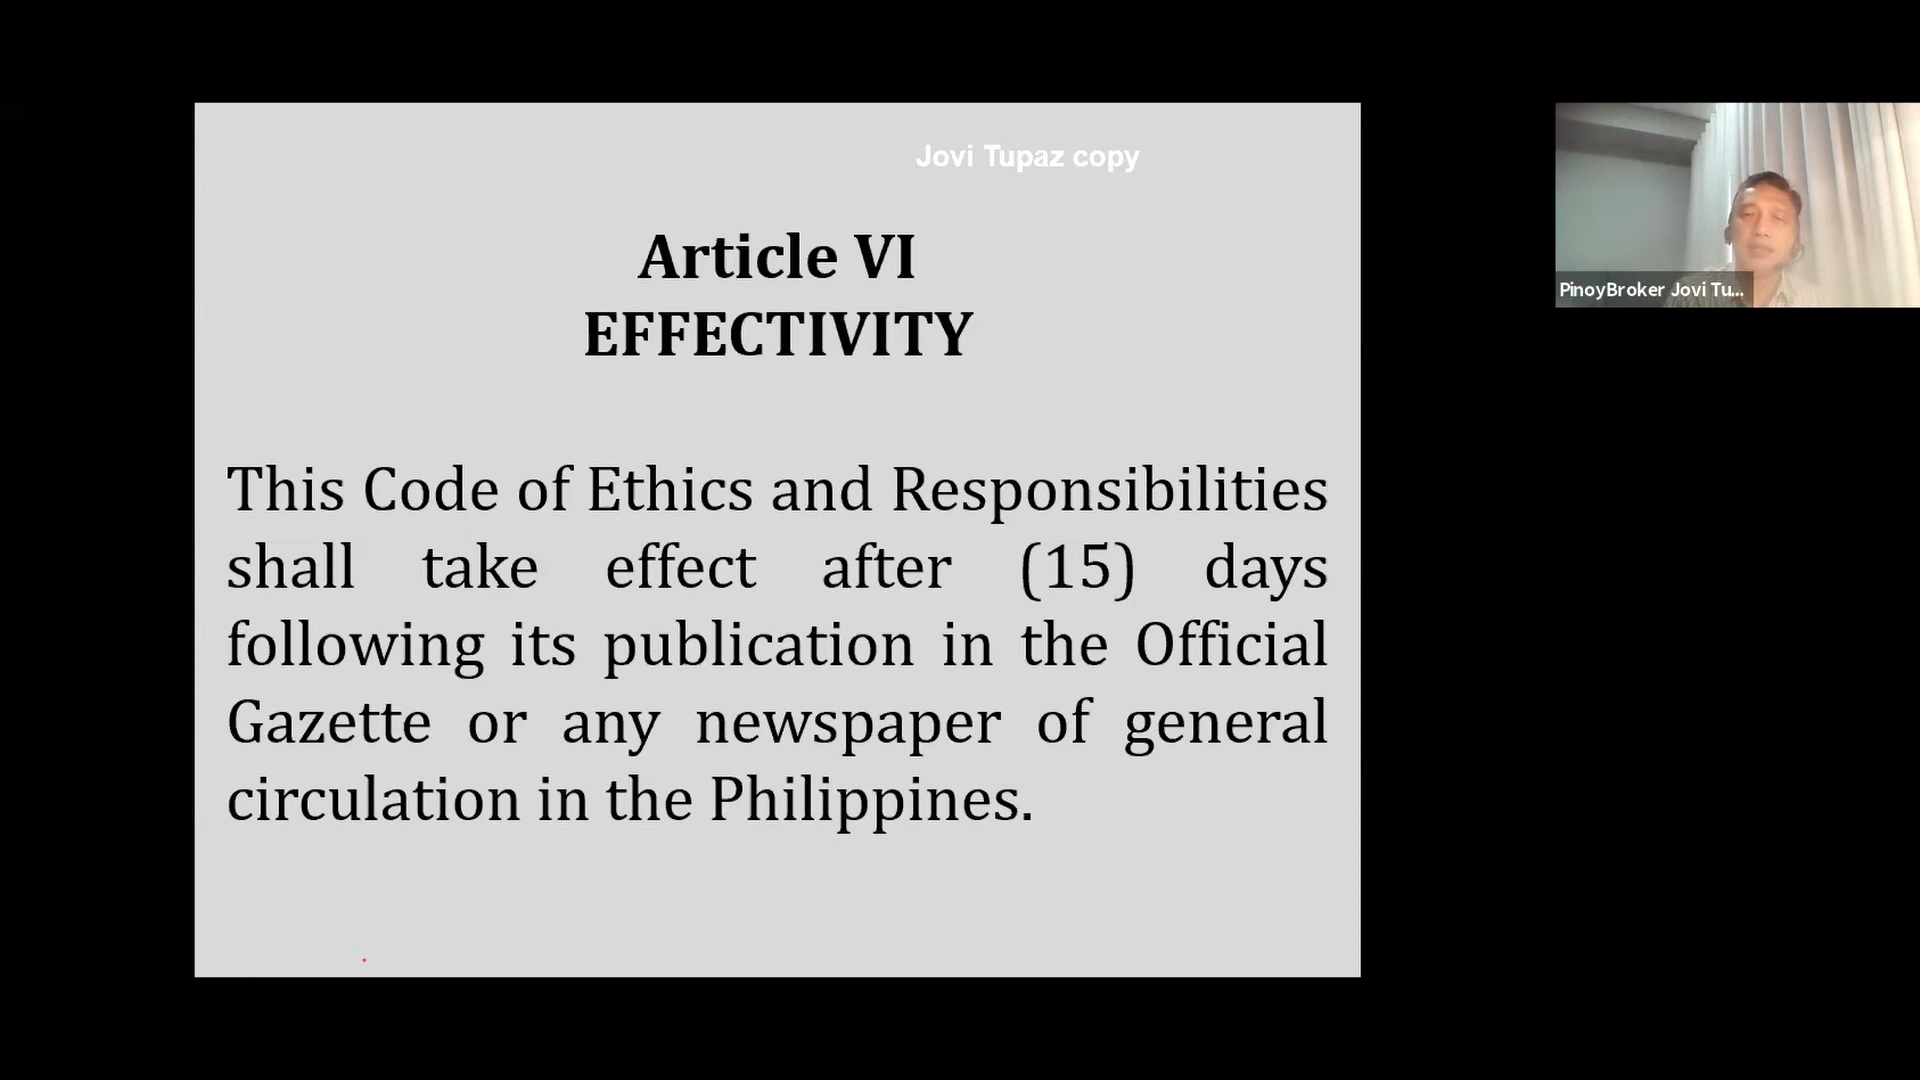 Jovi Tupaz copy
Article VI
EFFECTIVITY
This Code of Ethics and Responsibilities
shall take effect after (15) days
following its publication in the Official
Gazette or any newspaper of general
circulation in the Philippines.
PinoyBroker Jovi Tu...